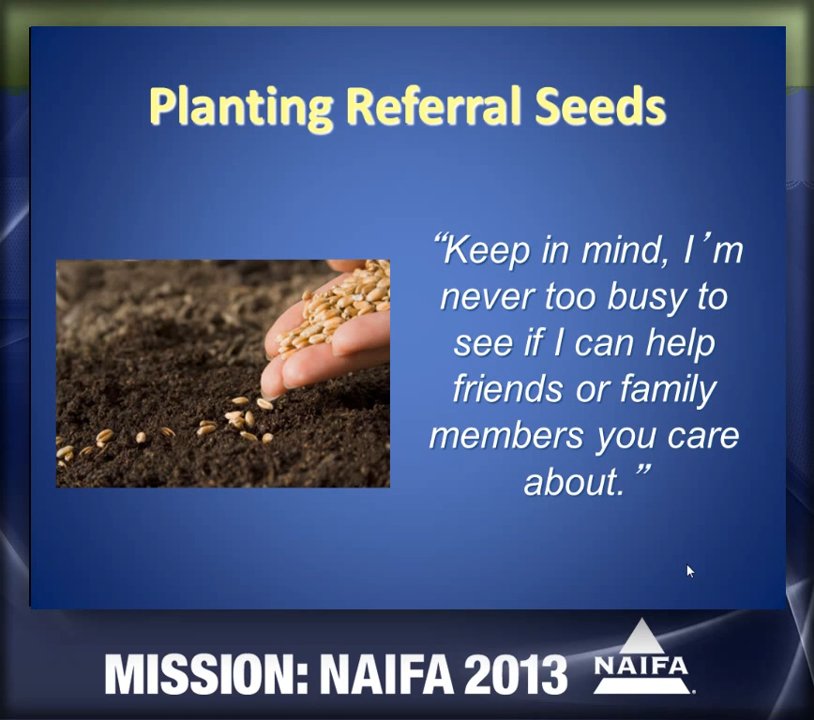 Planting Referral Seeds
“Keep in mind, I’m
never too busy to
see if I can help
friends or family
members you care
about.”
MISSION: NAIFA 2013
NAIFA